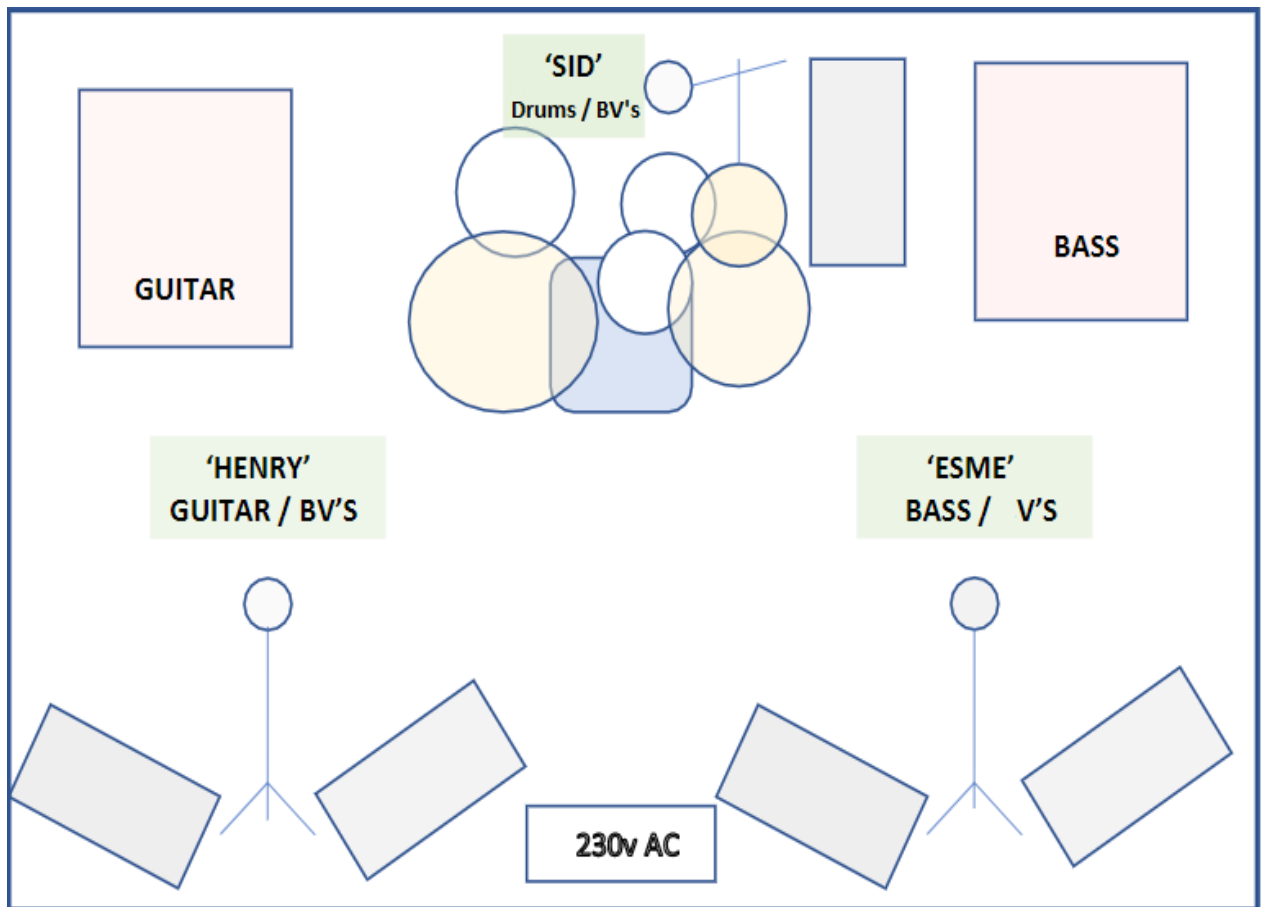 ‘SID’
Drums / BV's
GUITAR
BASS
‘HENRY’
GUITAR / BV’S
‘ESME’
BASS /   V’S
230v AC